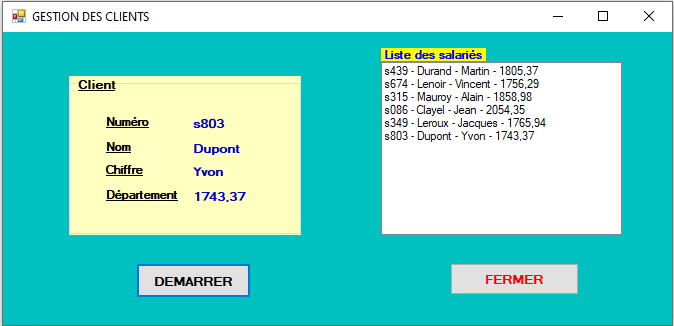 GESTION DES CLIENTS
Client
Numéro s803
Nom Dupont
Chiffre Yvon
Département 1743,37
DEMARRER
Liste des salariés
s439 - Durand - Martin - 1805,37
s674 - Lenoir - Vincent - 1756,29
s315 - Mauroy - Alain - 1858,98
s086 - Clayel - Jean - 2054,35
s349 - Leroux - Jacques - 1765,94
s803 - Dupont - Yvon - 1743,37
FERMER